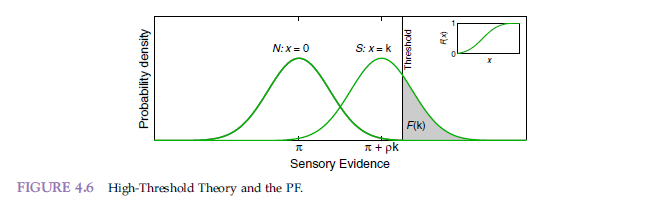 N: x = 0
S: x = k
Threshold
1
0
F(x)
x
F(k)
Probability density
π
π + ρk
Sensory Evidence
FIGURE 4.6 High-Threshold Theory and the PF.